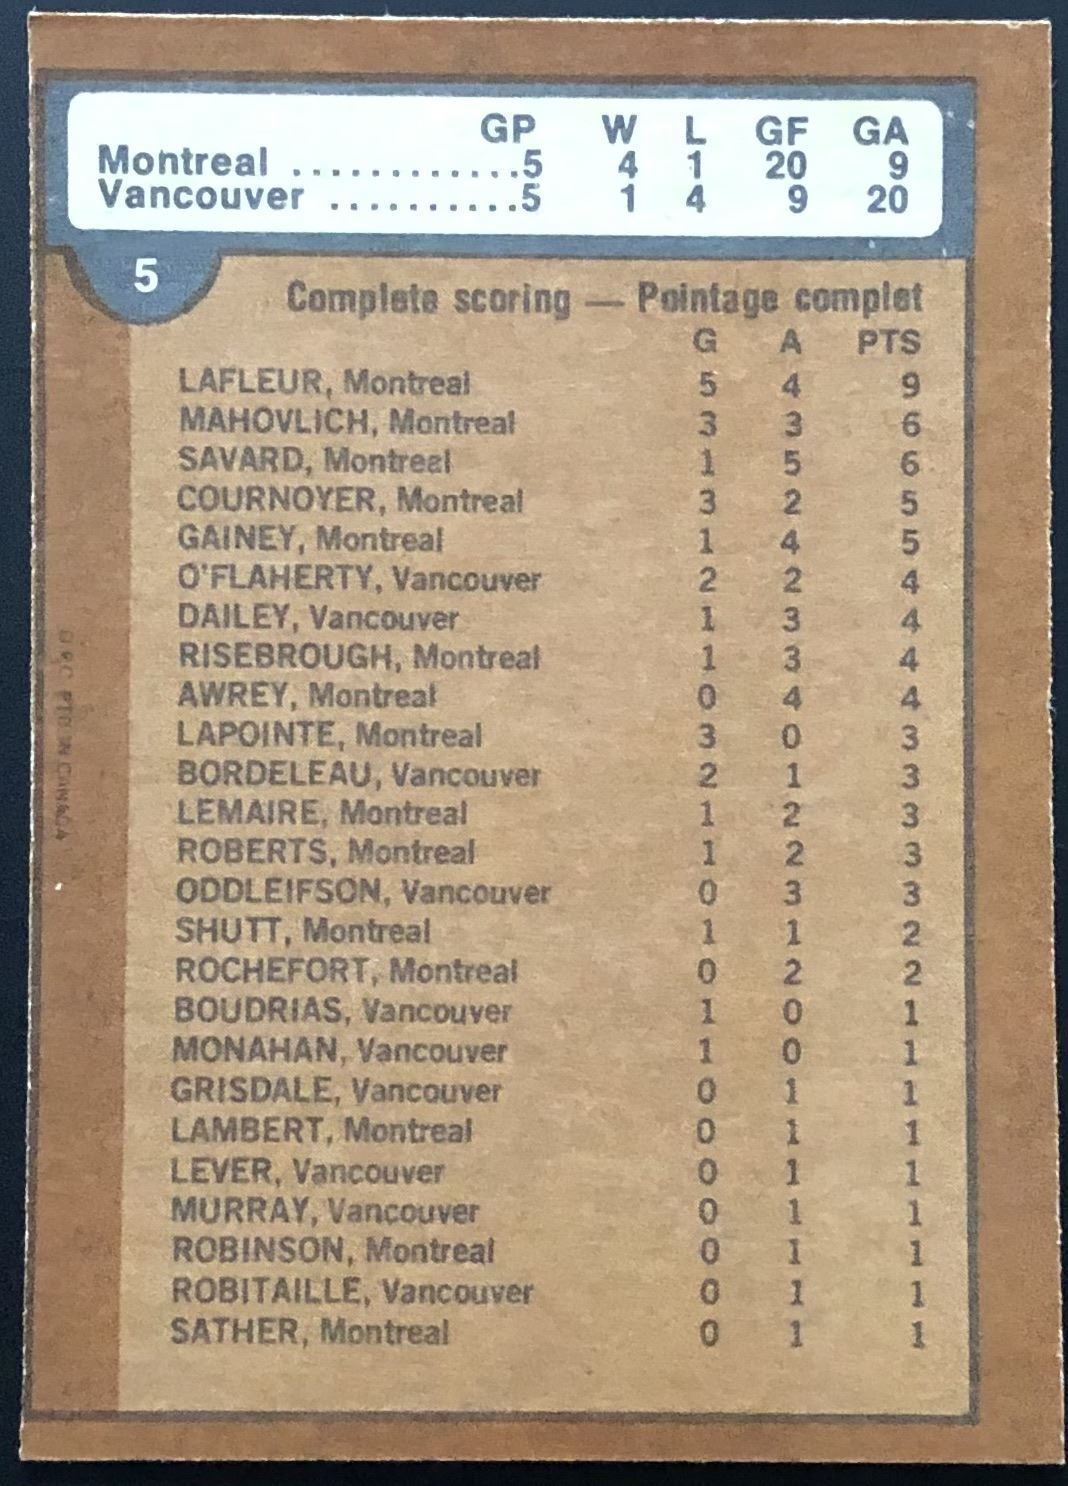 GP W L GF GA
Montreal ............5 4 1 20 9
Vancouver ..........5 1 4 9 20
5
Complete scoring — Pointage complet
G A PTS
LAFLEUR, Montreal 5 4 9
MAHOVLICH, Montreal 3 3 6
SAVARD, Montreal 1 5 6
COURNOYER, Montreal 3 2 5
GAINEY, Montreal 1 4 5
O'FLAHERTY, Vancouver 2 2 4
DAILEY, Vancouver 1 3 4
RISEBROUGH, Montreal 1 3 4
AWREY, Montreal 0 4 4
LAPOINTE, Montreal 3 0 3
BORDELEAU, Vancouver 2 1 3
LEMAIRE, Montreal 1 2 3
ROBERTS, Montreal 1 2 3
ODDLEIFSON, Vancouver 0 3 3
SHUTT, Montreal 1 1 2
ROCHEFORT, Montreal 0 2 2
BOUDRIAS, Vancouver 1 0 1
MONAHAN, Vancouver 1 0 1
GRISDALE, Vancouver 0 1 1
LAMBERT, Montreal 0 1 1
LEVER, Vancouver 0 1 1
MURRAY, Vancouver 0 1 1
ROBINSON, Montreal 0 1 1
ROBITAILLE, Vancouver 0 1 1
SATHER, Montreal 0 1 1
PTD IN CANADA